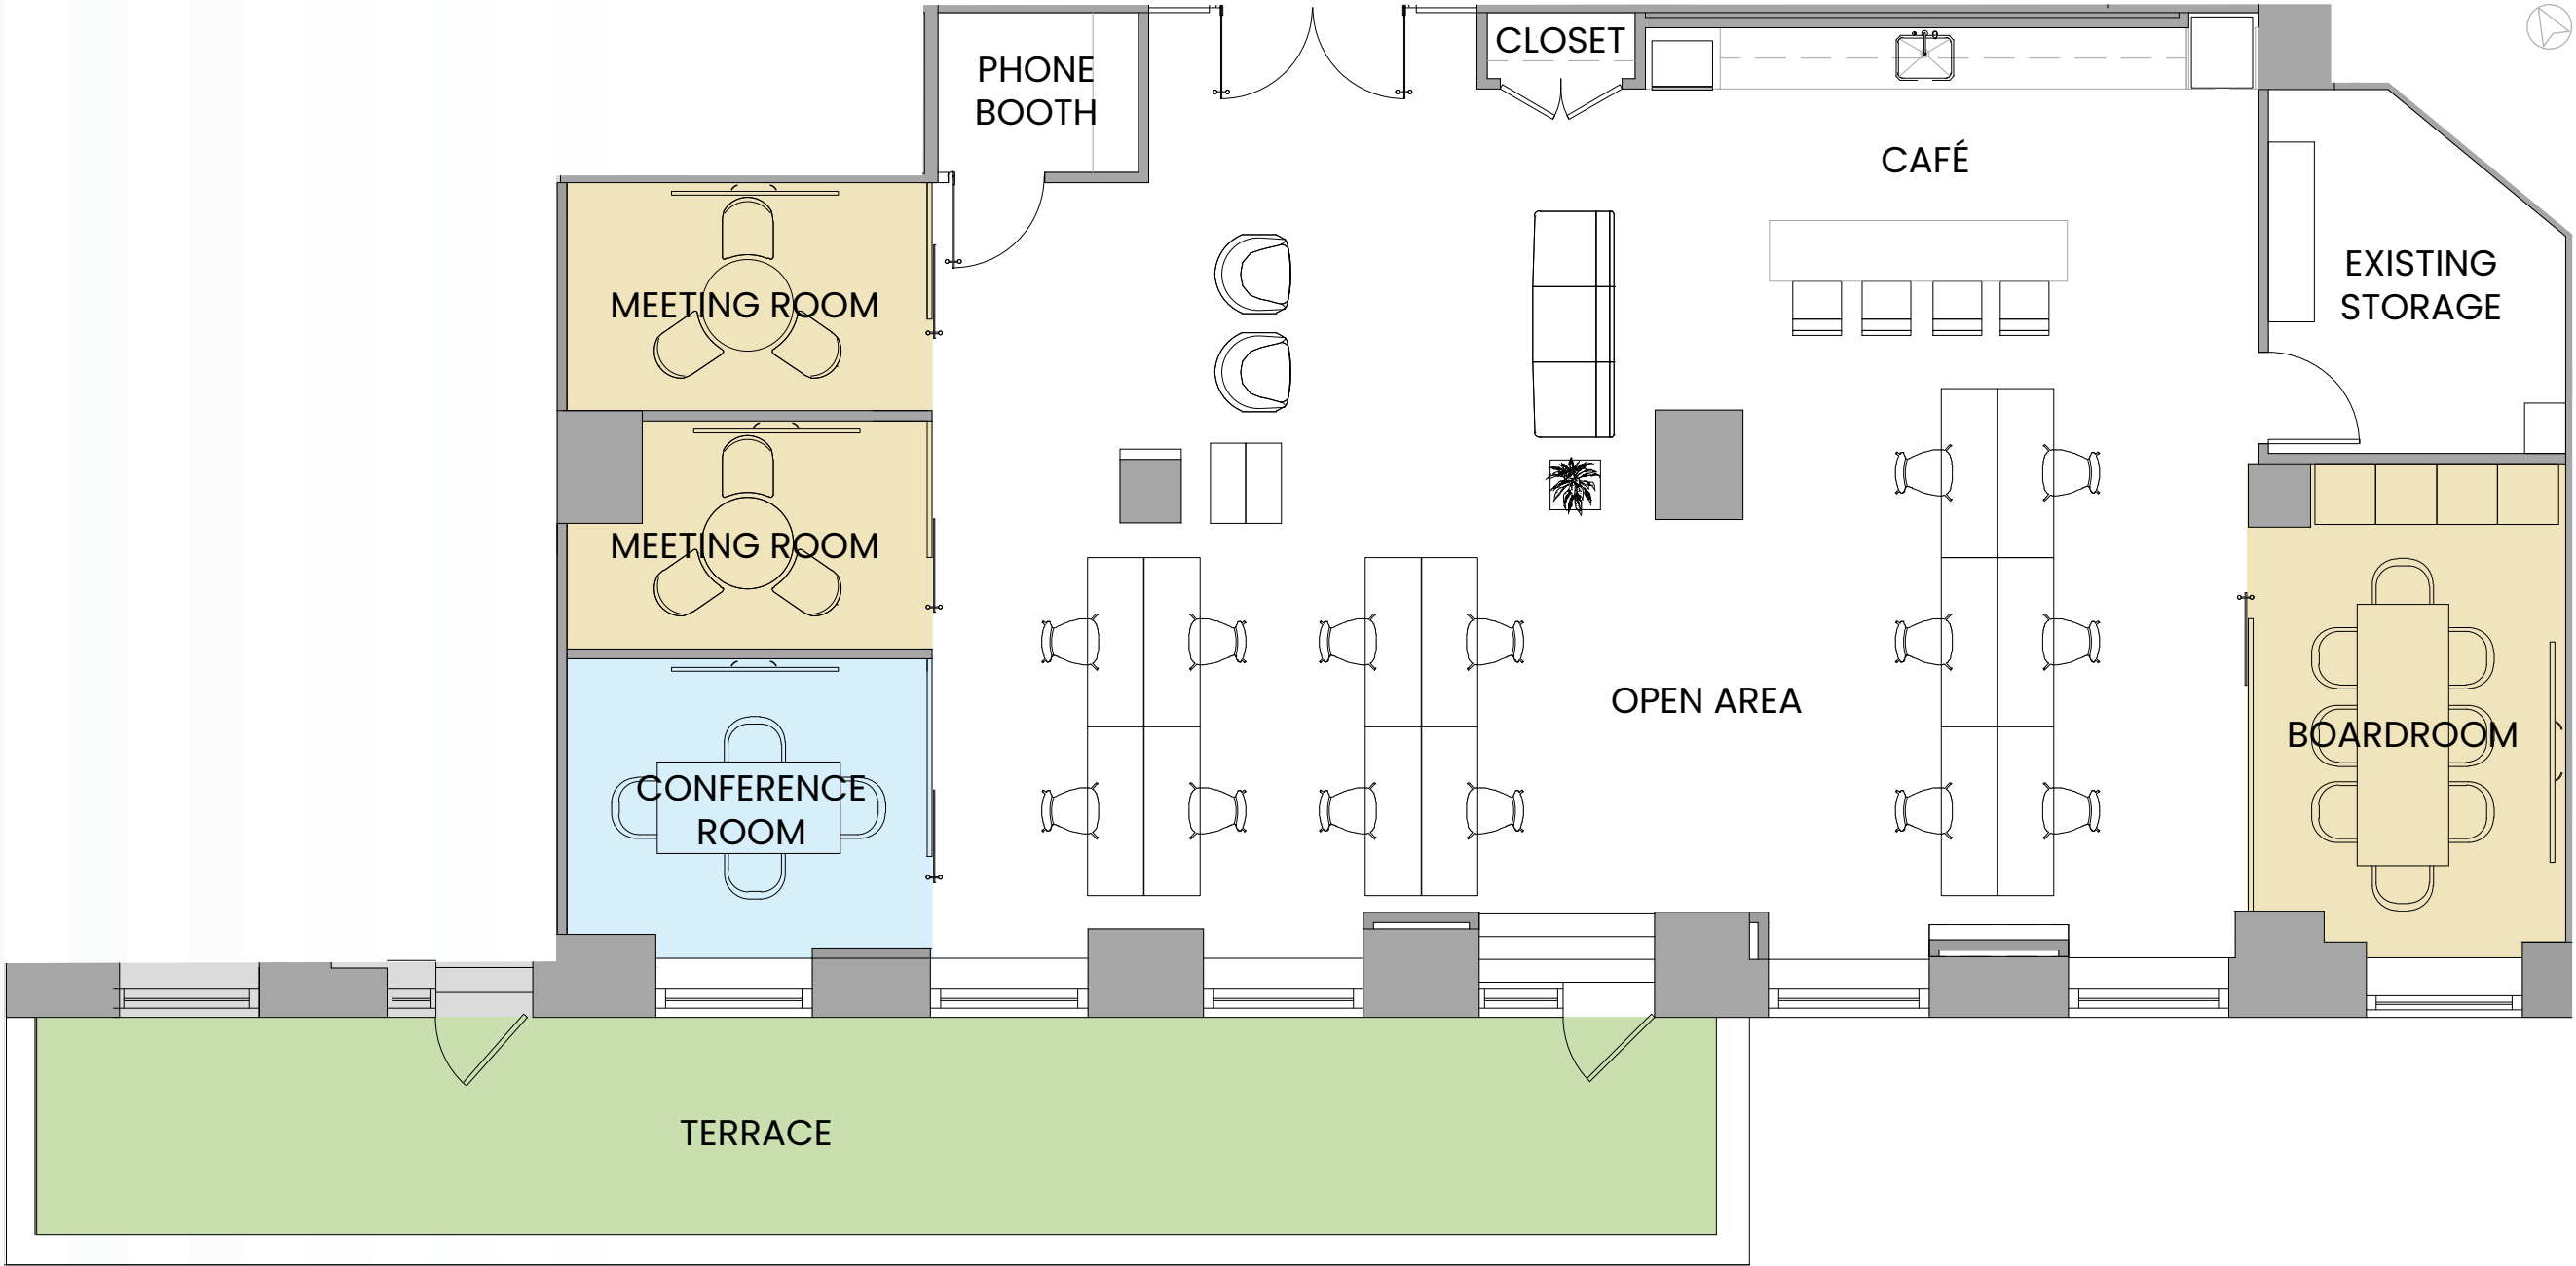 PHONE
BOOTH
CLOSET
CAFÉ
EXISTING
STORAGE
MEETING ROOM
MEETING ROOM
OPEN AREA
BOARDROOM
CONFERENCE
ROOM
TERRACE